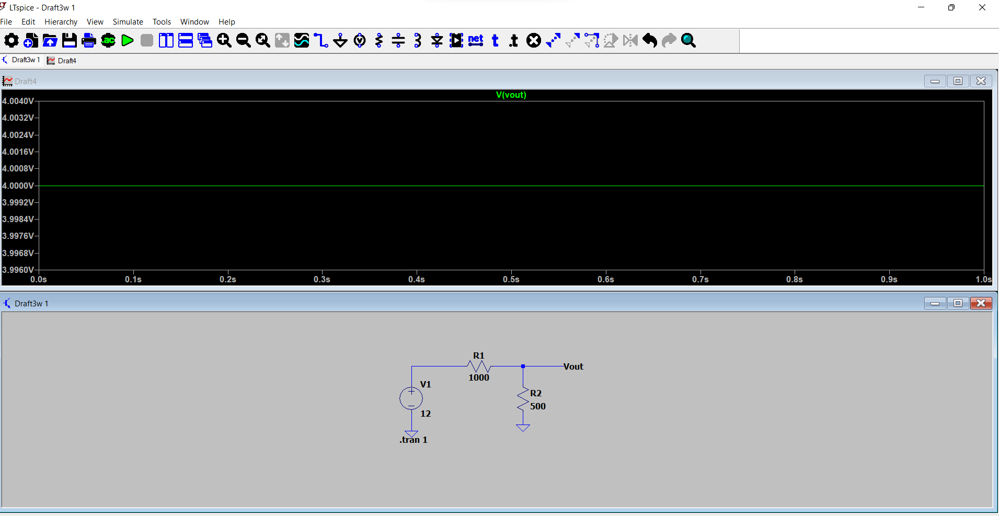 LTspice - Draft3w 1
File Edit Hierarchy View Simulate Tools Window Help
.ac net t .t
Draft3w 1 Draft4
Draft4
V(vout)
4.0040V
4.0032V
4.0024V
4.0016V
4.0008V
4.0000V
3.9992V
3.9984V
3.9976V
3.9968V
3.9960V
0.0s 0.1s 0.2s 0.3s 0.4s 0.5s 0.6s 0.7s 0.8s 0.9s 1.0s
Draft3w 1
R1
1000
Vout
V1
12
R2
500
.tran 1